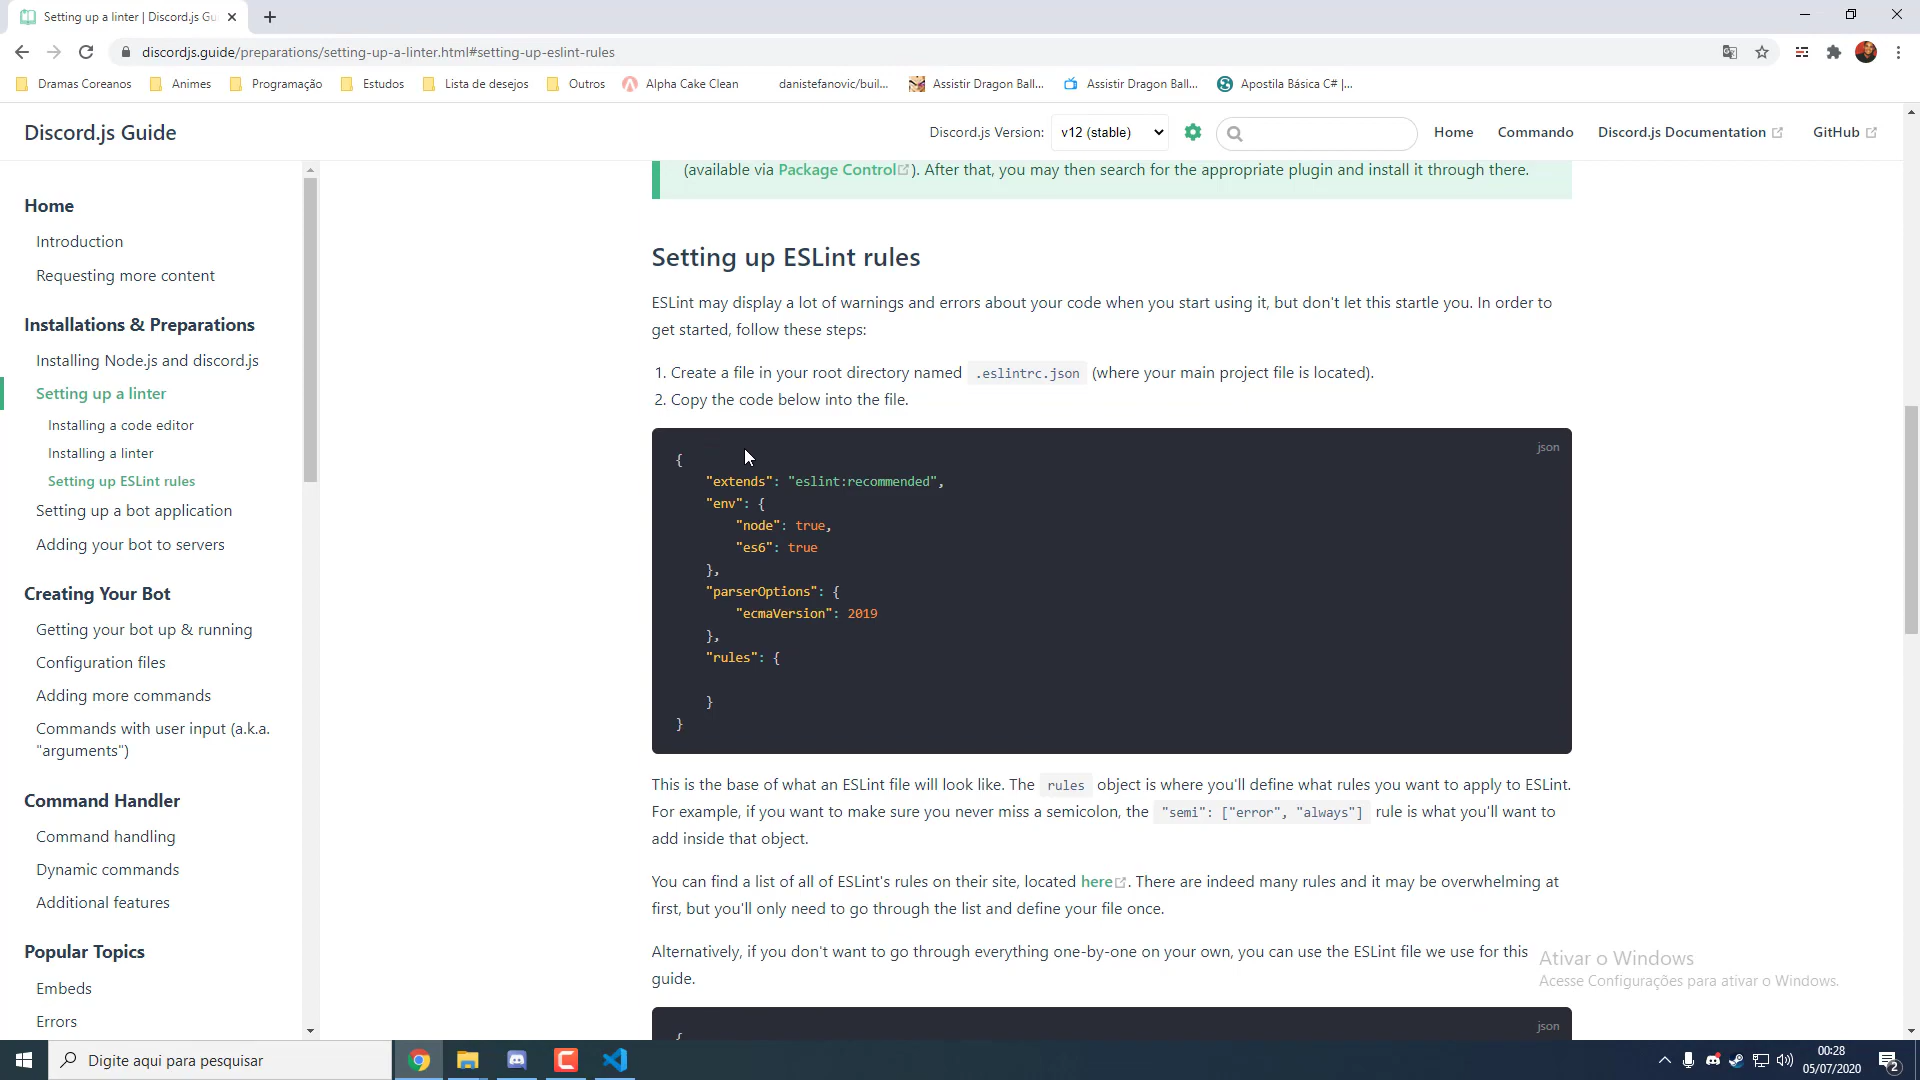 Setting up a linter | Discord.js Gu
discordjs.guide/preparations/setting-up-a-linter.html#setting-up-eslint-rules
Dramas Coreanos
Animes
Programação
Estudos
Lista de desejos
Outros
Alpha Cake Clean
danistefanovic/buil...
Assistir Dragon Ball...
Assistir Dragon Ball...
Apostila Básica C# |...
Discord.js Guide
Discord.js Version:
v12 (stable)
Home
Commando
Discord.js Documentation
GitHub
Home
Introduction
Requesting more content
Installations & Preparations
Installing Node.js and discord.js
Setting up a linter
Installing a code editor
Installing a linter
Setting up ESLint rules
Setting up a bot application
Adding your bot to servers
Creating Your Bot
Getting your bot up & running
Configuration files
Adding more commands
Commands with user input (a.k.a.
"arguments")
Command Handler
Command handling
Dynamic commands
Additional features
Popular Topics
Embeds
Errors
(available via Package Control). After that, you may then search for the appropriate plugin and install it through there.
Setting up ESLint rules
ESLint may display a lot of warnings and errors about your code when you start using it, but don't let this startle you. In order to
get started, follow these steps:
1. Create a file in your root directory named .eslintrc.json (where your main project file is located).
2. Copy the code below into the file.
json
{
"extends": "eslint:recommended",
"env": {
"node": true,
"es6": true
},
"parserOptions": {
"ecmaVersion": 2019
},
"rules": {
}
}
This is the base of what an ESLint file will look like. The rules object is where you'll define what rules you want to apply to ESLint.
For example, if you want to make sure you never miss a semicolon, the "semi": ["error", "always"] rule is what you'll want to
add inside that object.
You can find a list of all of ESLint's rules on their site, located here. There are indeed many rules and it may be overwhelming at
first, but you'll only need to go through the list and define your file once.
Alternatively, if you don't want to go through everything one-by-one on your own, you can use the ESLint file we use for this
guide.
json
{
Ativar o Windows
Acesse Configurações para ativar o Windows.
Digite aqui para pesquisar
00:28
05/07/2020
2